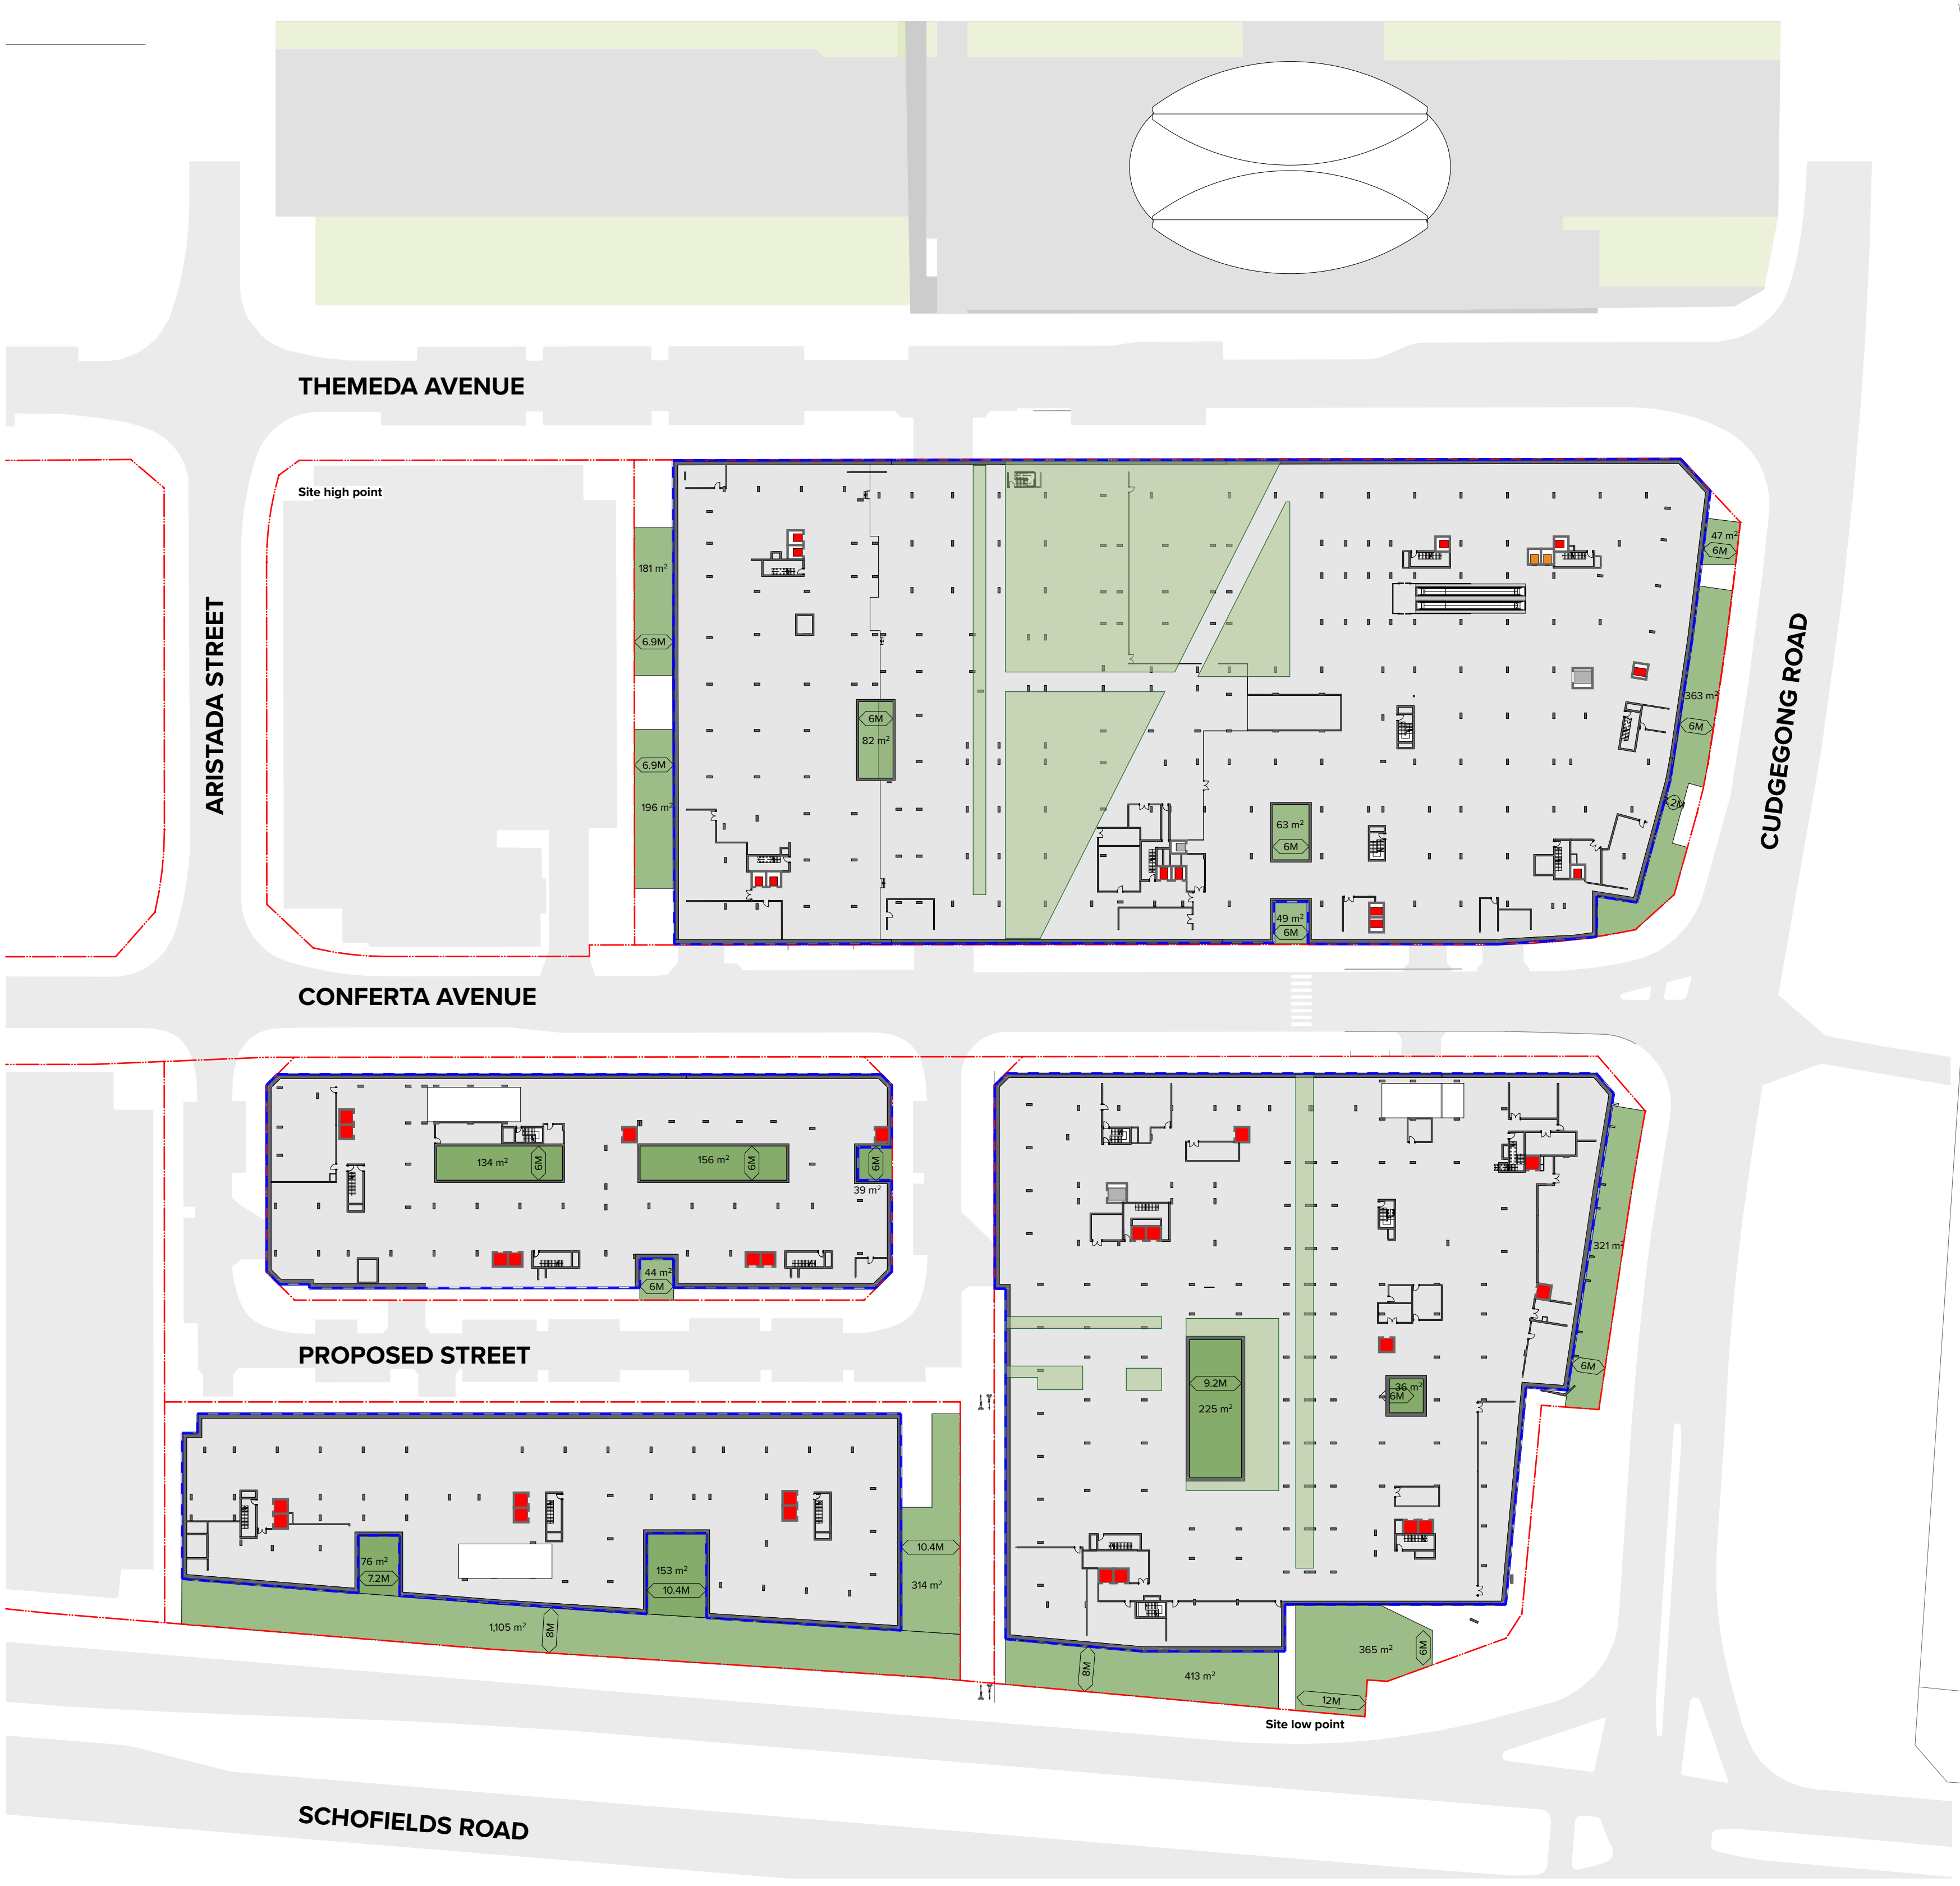 THEMEDA AVENUE
Site high point
47 m²
6M
181 m²
ARISTADA STREET
CUDGEGONG ROAD
6.9M
363 m²
6M
6M
82 m²
6.9M
196 m²
63 m²
6M
49 m²
6M
CONFERTA AVENUE
134 m²
6M
156 m²
6M
6M
39 m²
44 m²
6M
321 m²
PROPOSED STREET
6M
9.2M
36 m²
6M
225 m²
10.4M
76 m²
7.2M
153 m²
10.4M
314 m²
1,105 m²
8M
365 m²
6M
8M
413 m²
12M
Site low point
SCHOFIELDS ROAD